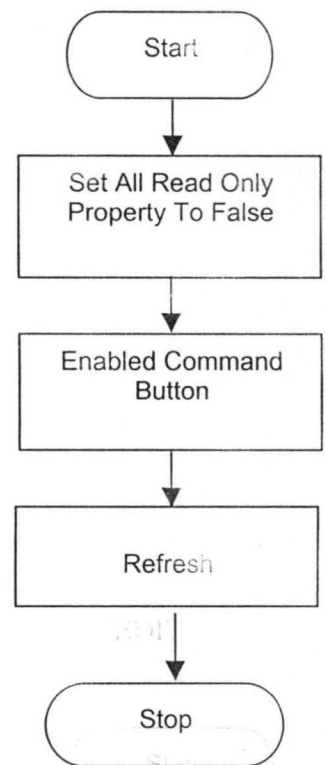 Start
Set All Read Only
Property To False
Enabled Command
Button
Refresh
Stop